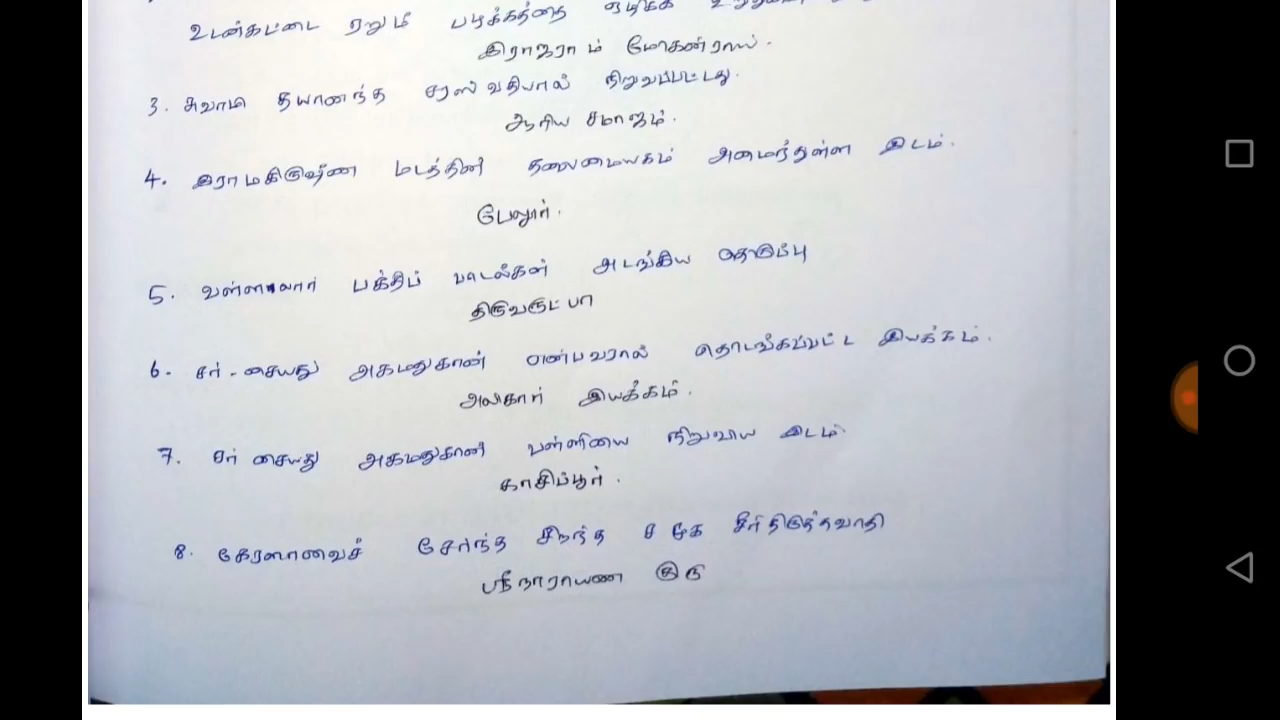 உடன்கட்டை ஏறும் பழக்கத்தை ஒழிக்க
இராஜராம் மோகன்ராய்.
3. சுவாமி தயானந்த சரஸ்வதியால் நிறுவப்பட்டது.
ஆரிய சமாஜம்.
4. இராமகிருஷ்ண மடத்தின் தலைமையகம் அமைந்துள்ள இடம்.
பேலூர்.
5. வள்ளலார் பக்திப் பாடல்கள் அடங்கிய தொகுப்பு
திருவருட்பா
6. சர்-சையது அகமதுகான் என்பவரால் தொடங்கப்பட்ட இயக்கம்.
அலிகார் இயக்கம்.
7. சர் சையது அகமதுகான் பள்ளியை நிறுவிய இடம்
காசிப்பூர்.
8. கேரளாவைச் சேர்ந்த சிறந்த சமூக சீர்திருத்தவாதி
ஸ்ரீநாராயண குரு